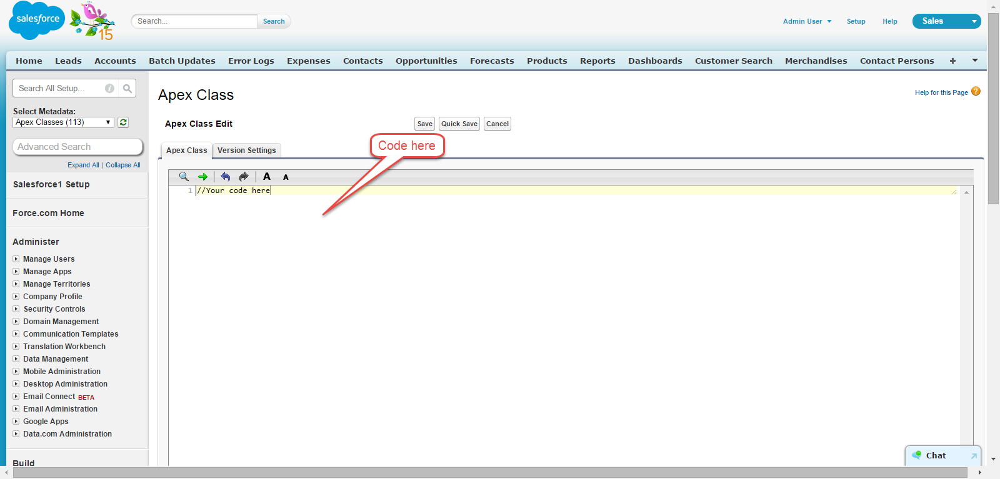 salesforce
15
Search...
Search
Admin User
Setup
Help
Sales
Home
Leads
Accounts
Batch Updates
Error Logs
Expenses
Contacts
Opportunities
Forecasts
Products
Reports
Dashboards
Customer Search
Merchandises
Contact Persons
+
Search All Setup...
i
Select Metadata:
Apex Classes (113)
Advanced Search
Expand All | Collapse All
Salesforce1 Setup
Force.com Home
Administer
Manage Users
Manage Apps
Manage Territories
Company Profile
Security Controls
Domain Management
Communication Templates
Translation Workbench
Data Management
Mobile Administration
Desktop Administration
Email Connect BETA
Email Administration
Google Apps
Data.com Administration
Build
Apex Class
Help for this Page ?
Apex Class Edit
Save
Quick Save
Cancel
Code here
Apex Class
Version Settings
A
A
1 //Your code here
Chat